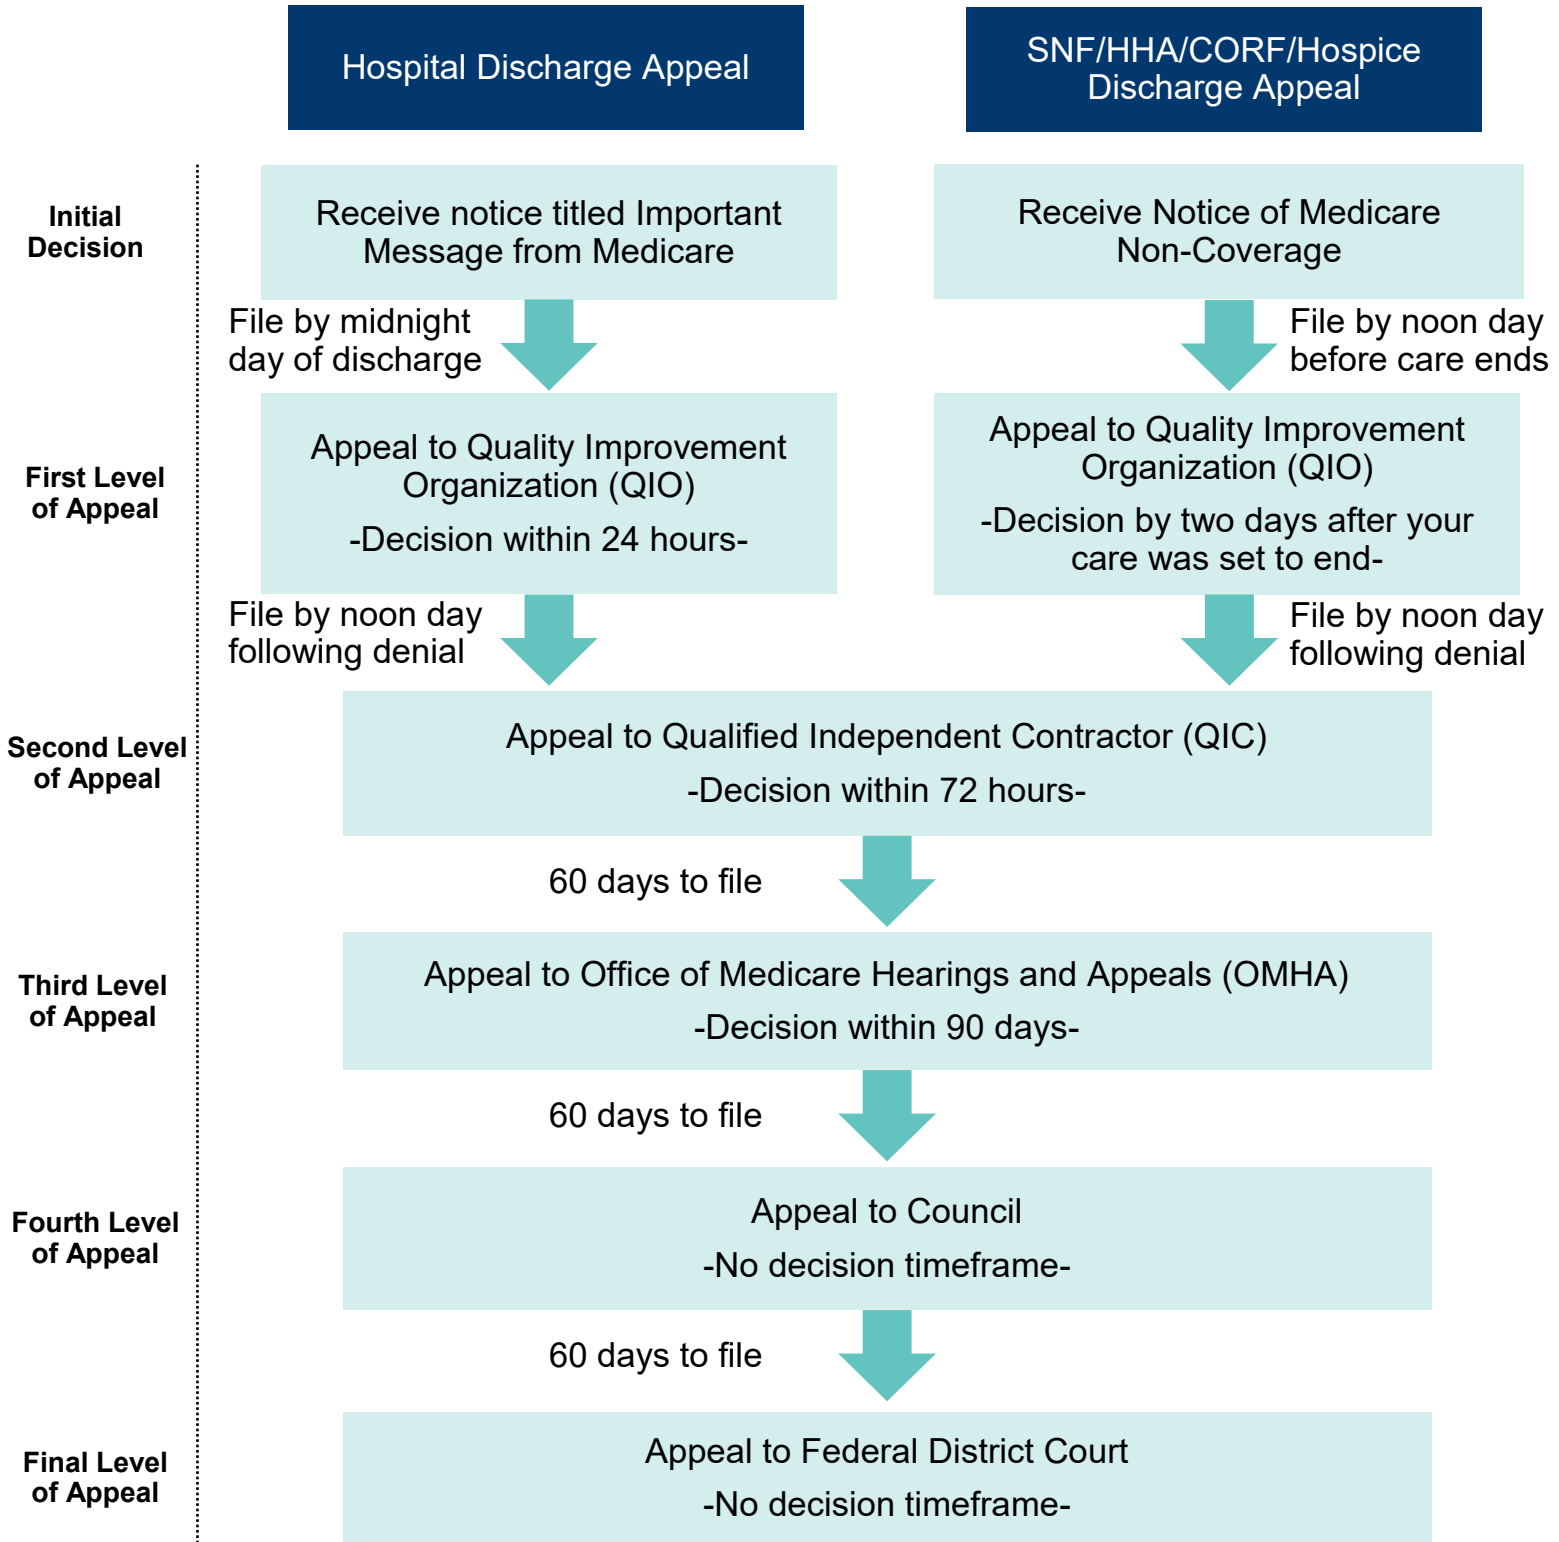 Hospital Discharge Appeal
SNF/HHA/CORF/Hospice
Discharge Appeal
Initial
Decision
Receive notice titled Important
Message from Medicare
Receive Notice of Medicare
Non-Coverage
File by midnight
day of discharge
File by noon day
before care ends
First Level
of Appeal
Appeal to Quality Improvement
Organization (QIO)
-Decision within 24 hours-
Appeal to Quality Improvement
Organization (QIO)
-Decision by two days after your
care was set to end-
File by noon day
following denial
File by noon day
following denial
Second Level
of Appeal
Appeal to Qualified Independent Contractor (QIC)
-Decision within 72 hours-
60 days to file
Third Level
of Appeal
Appeal to Office of Medicare Hearings and Appeals (OMHA)
-Decision within 90 days-
60 days to file
Fourth Level
of Appeal
Appeal to Council
-No decision timeframe-
60 days to file
Final Level
of Appeal
Appeal to Federal District Court
-No decision timeframe-